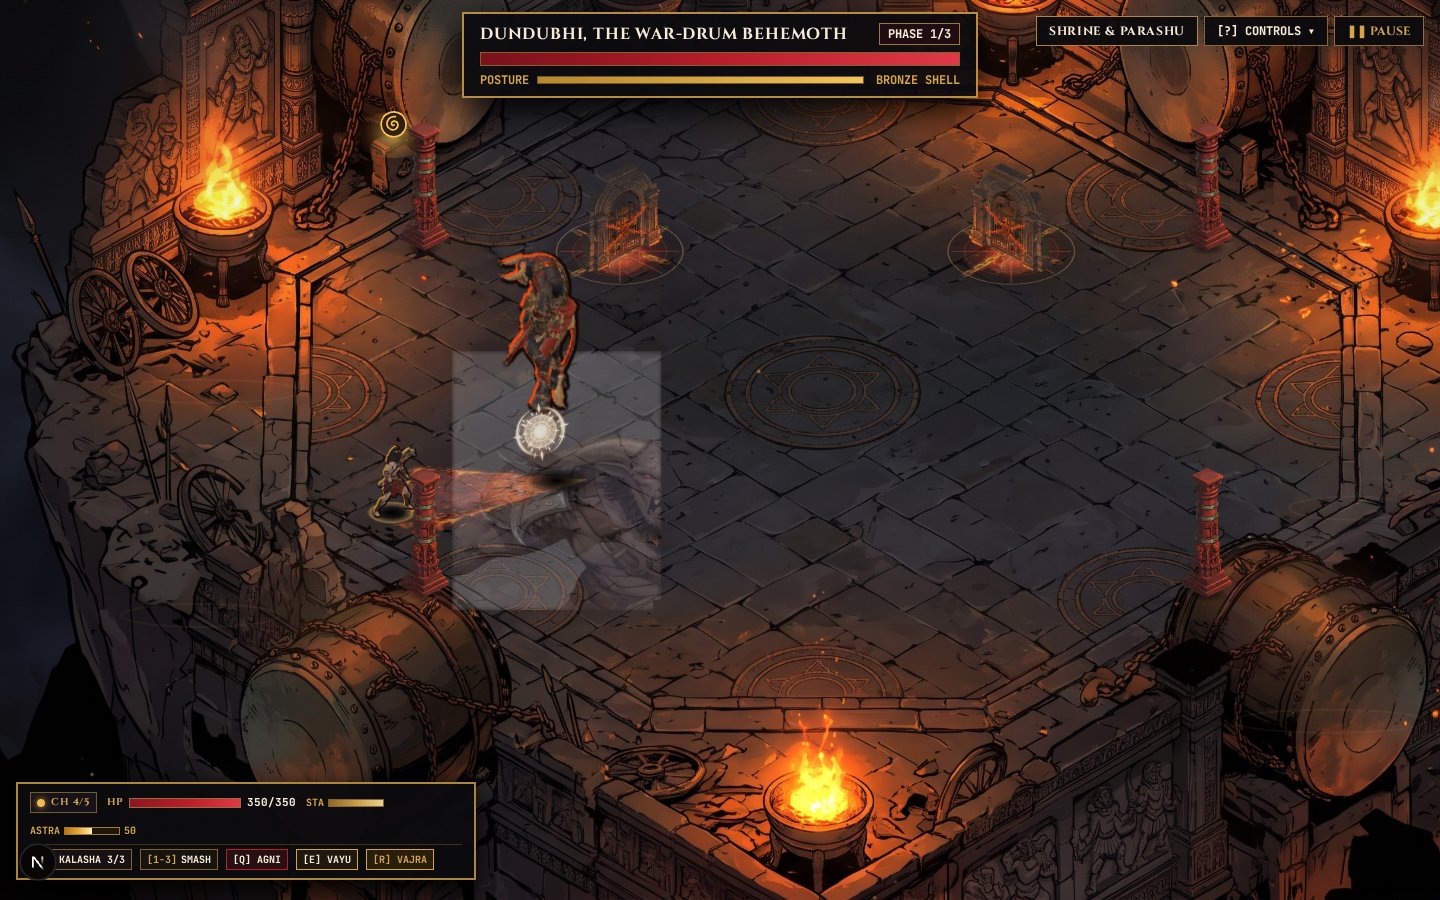 DUNDUBHI, THE WAR-DRUM BEHEMOTH
PHASE 1/3
POSTURE
BRONZE SHELL
SHRINE & PARASHU
[?] CONTROLS ▾
❚❚ PAUSE
CH 4/5
HP
350/350
STA
ASTRA
50
N
KALASHA 3/3
[1-3] SMASH
[Q] AGNI
[E] VAYU
[R] VAJRA